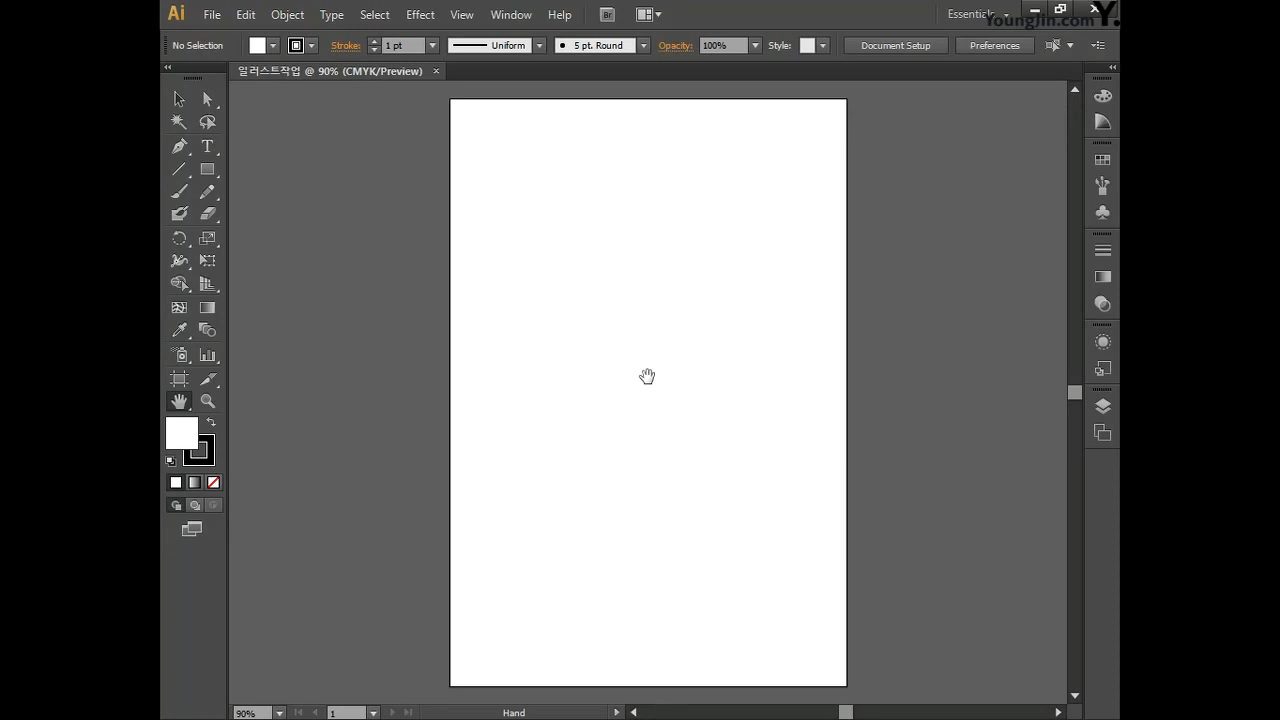 Ai File Edit Object Type Select Effect View Window Help Br
YoungJin.com Y.
No Selection Stroke: 1 pt Uniform 5 pt. Round Opacity: 100% Style: Document Setup Preferences
일러스트작업 @ 90% (CMYK/Preview) ×
T
90% 1 Hand